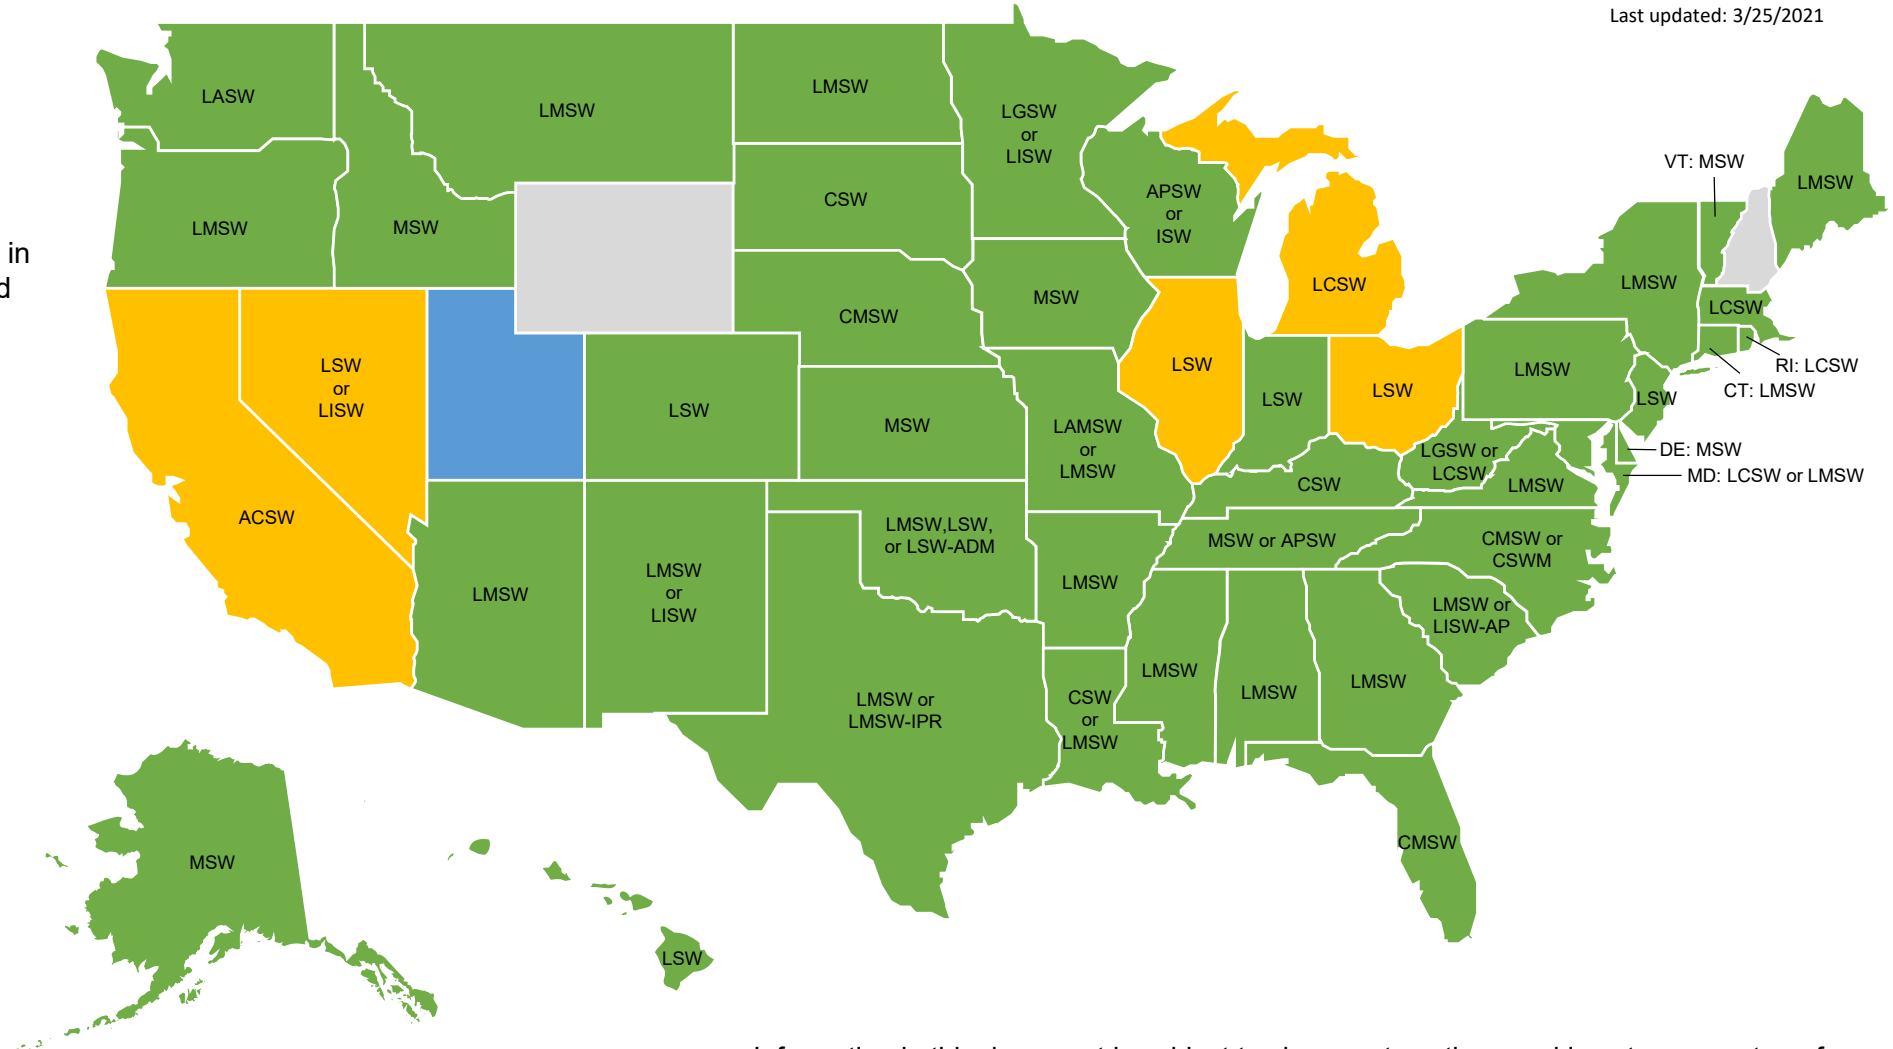 Last updated: 3/25/2021
LASW
LMSW
LMSW
LGSW
or
LISW
VT: MSW
LMSW
LMSW
MSW
CSW
APSW
or
ISW
in
d
LCSW
LMSW
LCSW
MSW
CMSW
LSW
or
LISW
LSW
LSW
LSW
LMSW
RI: LCSW
CT: LMSW
LSW
LSW
MSW
LAMSW
or
LMSW
LGSW or
LCSW
DE: MSW
MD: LCSW or LMSW
CSW
LMSW
ACSW
LMSW,LSW,
or LSW-ADM
MSW or APSW
CMSW or
CSWM
LMSW
LMSW
or
LISW
LMSW
LMSW or
LISW-AP
LMSW
LMSW
LMSW
LMSW or
LMSW-IPR
CSW
or
LMSW
CMSW
MSW
LSW